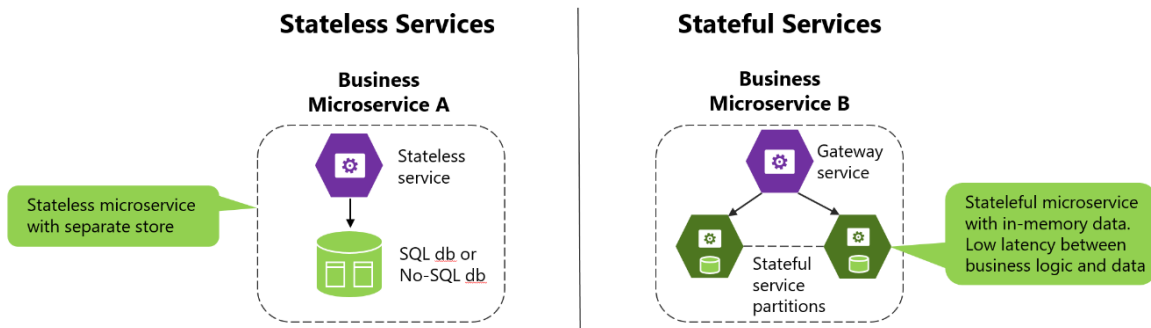 Stateless Services
Business
Microservice A
Stateless
service
Stateless microservice
with separate store
SQL db or
No-SQL db
Stateful Services
Business
Microservice B
Gateway
service
Stateful
service
partitions
Stateleful microservice
with in-memory data.
Low latency between
business logic and data